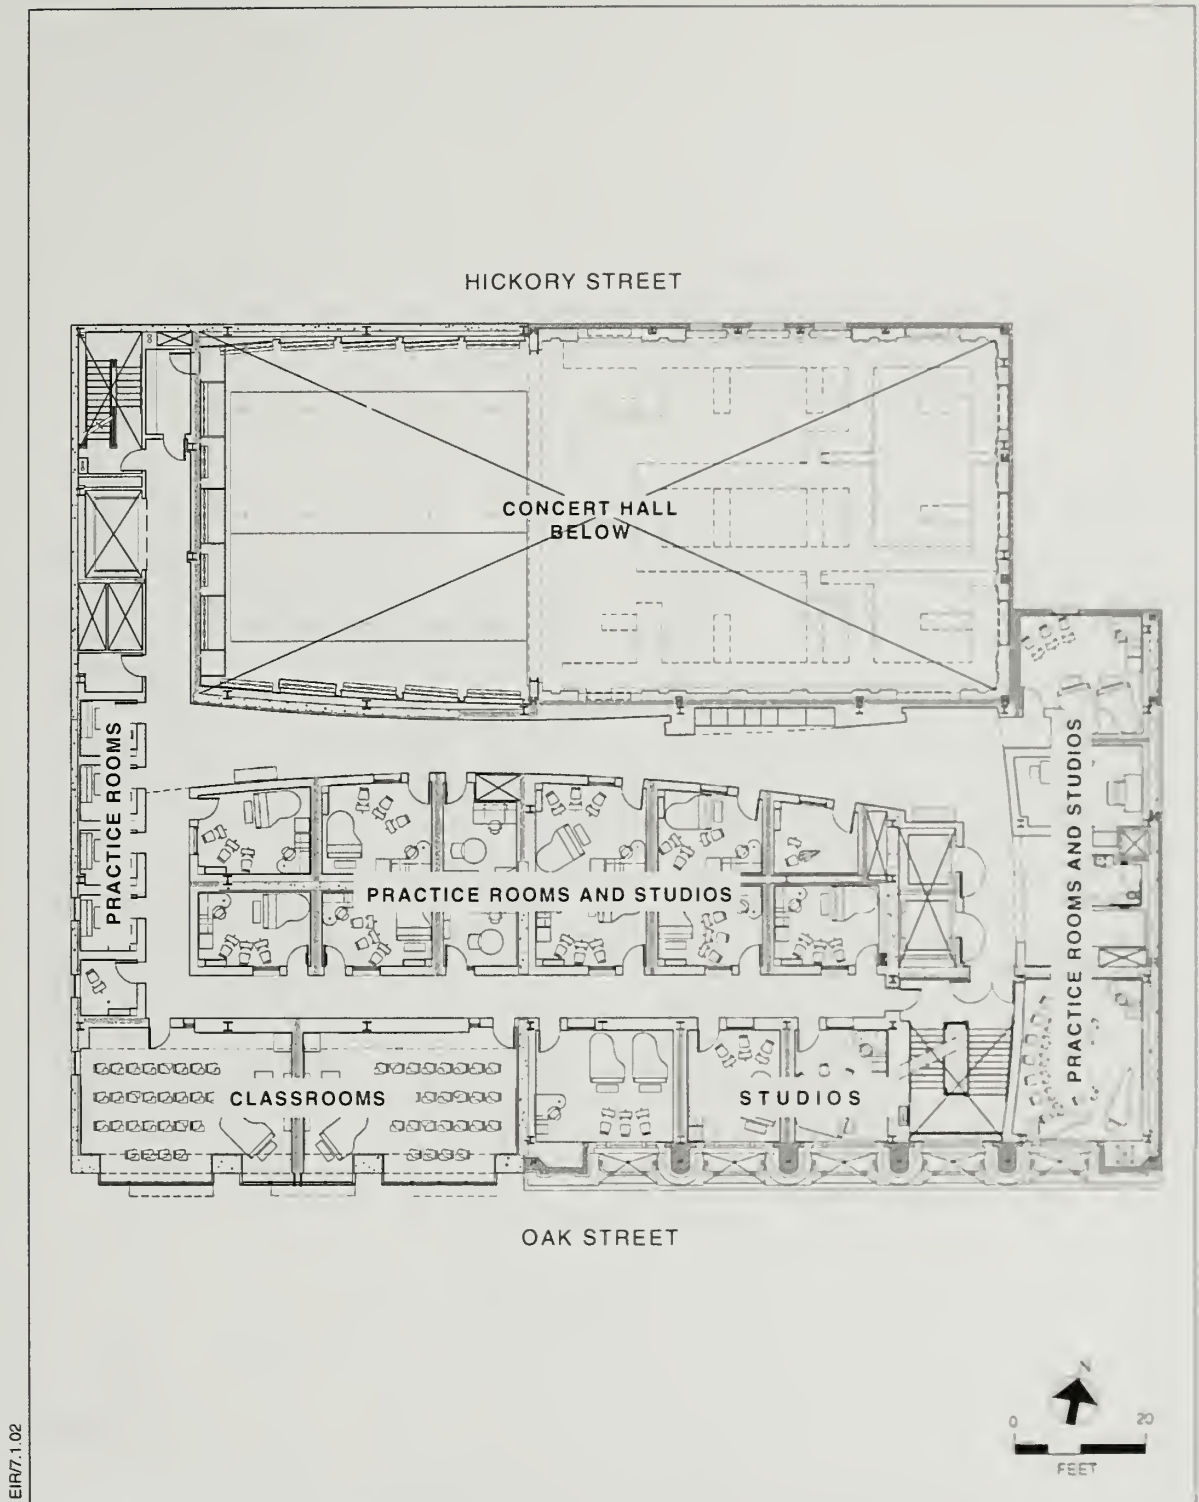 HICKORY STREET
CONCERT HALL
BELOW
PRACTICE ROOMS
PRACTICE ROOMS AND STUDIOS
PRACTICE ROOMS AND STUDIOS
CLASSROOMS
STUDIOS
OAK STREET
N
0 20
FEET
EIR/7.1.02